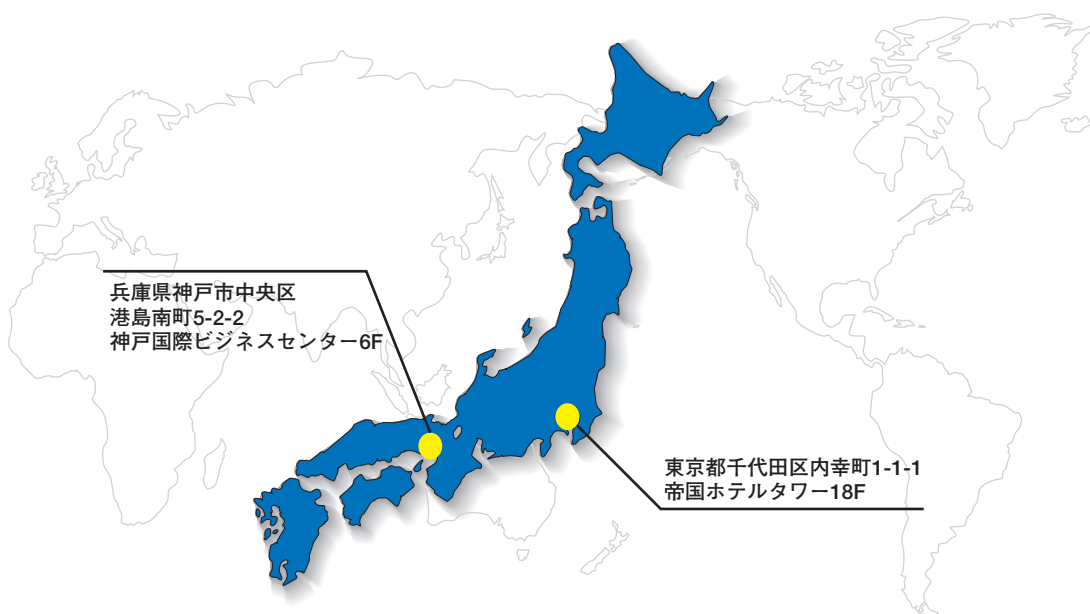 兵庫県神戸市中央区
港島南町5-2-2
神戸国際ビジネスセンター6F
東京都千代田区内幸町1-1-1
帝国ホテルタワー18F